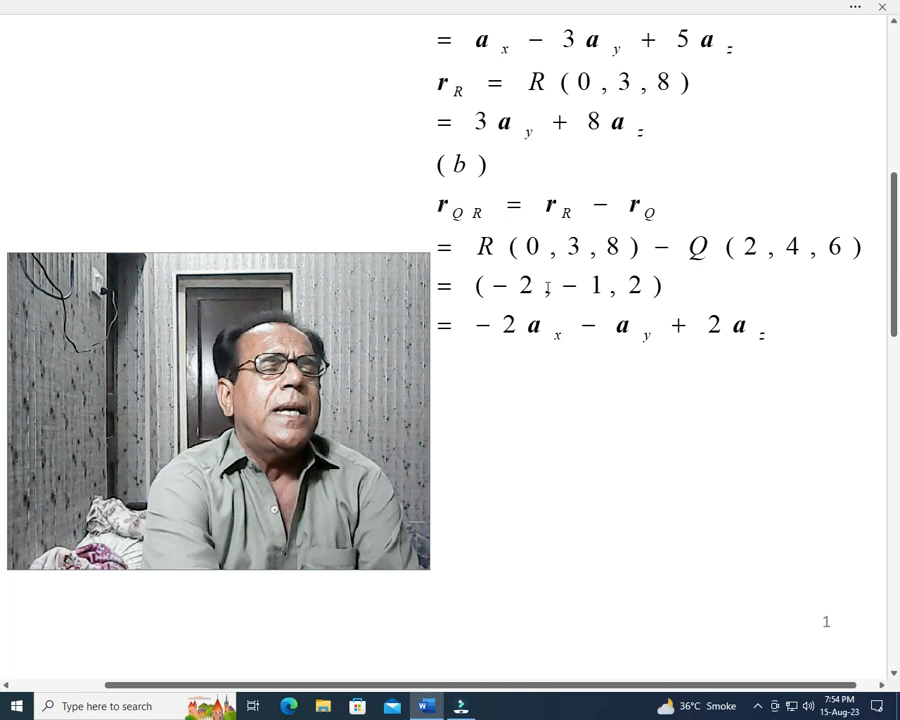 = a x − 3 a y + 5 a z
r R = R ( 0 , 3 , 8 )
= 3 a y + 8 a z
( b )
r Q R = r R − r Q
= R ( 0 , 3 , 8 ) − Q ( 2 , 4 , 6 )
= ( − 2 , − 1 , 2 )
= − 2 a x − a y + 2 a z
1
Type here to search
36°C Smoke
7:54 PM
15-Aug-23